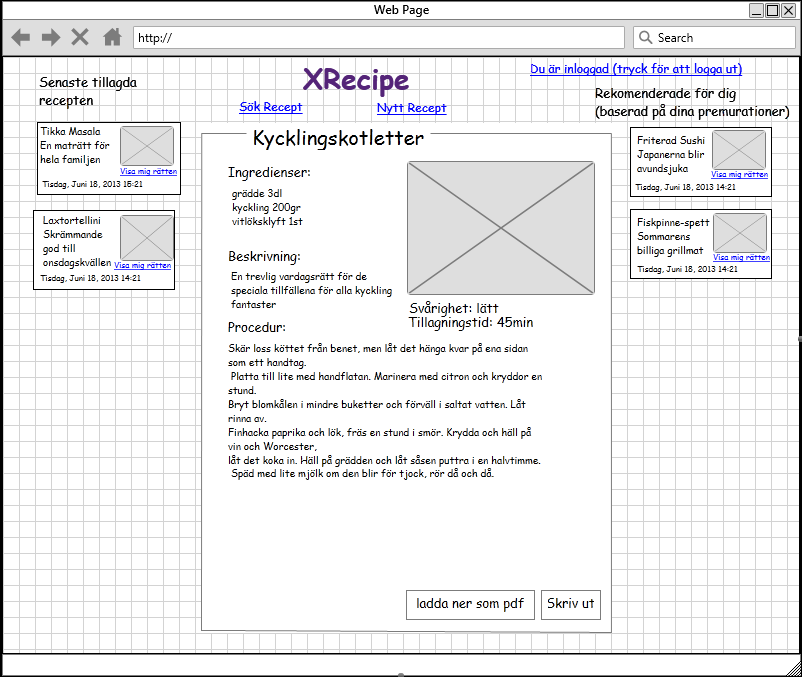 Web Page
http://
Search
Du är inloggad (tryck för att logga ut)
XRecipe
Sök Recept
Nytt Recept
Senaste tillagda
recepten
Tikka Masala
En maträtt för
hela familjen
Visa mig rätten
Tisdag, Juni 18, 2013 15:21
Laxtortellini
Skrämmande
god till
onsdagskvällen
Visa mig rätten
Tisdag, Juni 18, 2013 14:21
Kycklingskotletter
Ingredienser:
grädde 3dl
kyckling 200gr
vitlöksklyft 1st
Beskrivning:
En trevlig vardagsrätt för de
speciala tillfällena för alla kyckling
fantaster
Svårighet: lätt
Tillagningstid: 45min
Procedur:
Skär loss köttet från benet, men låt det hänga kvar på ena sidan
som ett handtag.
Platta till lite med handflatan. Marinera med citron och kryddor en
stund.
Bryt blomkålen i mindre buketter och förväll i saltat vatten. Låt
rinna av.
Finhacka paprika och lök, fräs en stund i smör. Krydda och häll på
vin och Worcester,
låt det koka in. Häll på grädden och låt såsen puttra i en halvtimme.
Späd med lite mjölk om den blir för tjock, rör då och då.
ladda ner som pdf
Skriv ut
Rekomenderade för dig
(baserad på dina premurationer)
Friterad Sushi
Japanerna blir
avundsjuka
Visa mig rätten
Tisdag, Juni 18, 2013 14:21
Fiskpinne-spett
Sommarens
billiga grillmat
Visa mig rätten
Tisdag, Juni 18, 2013 14:21